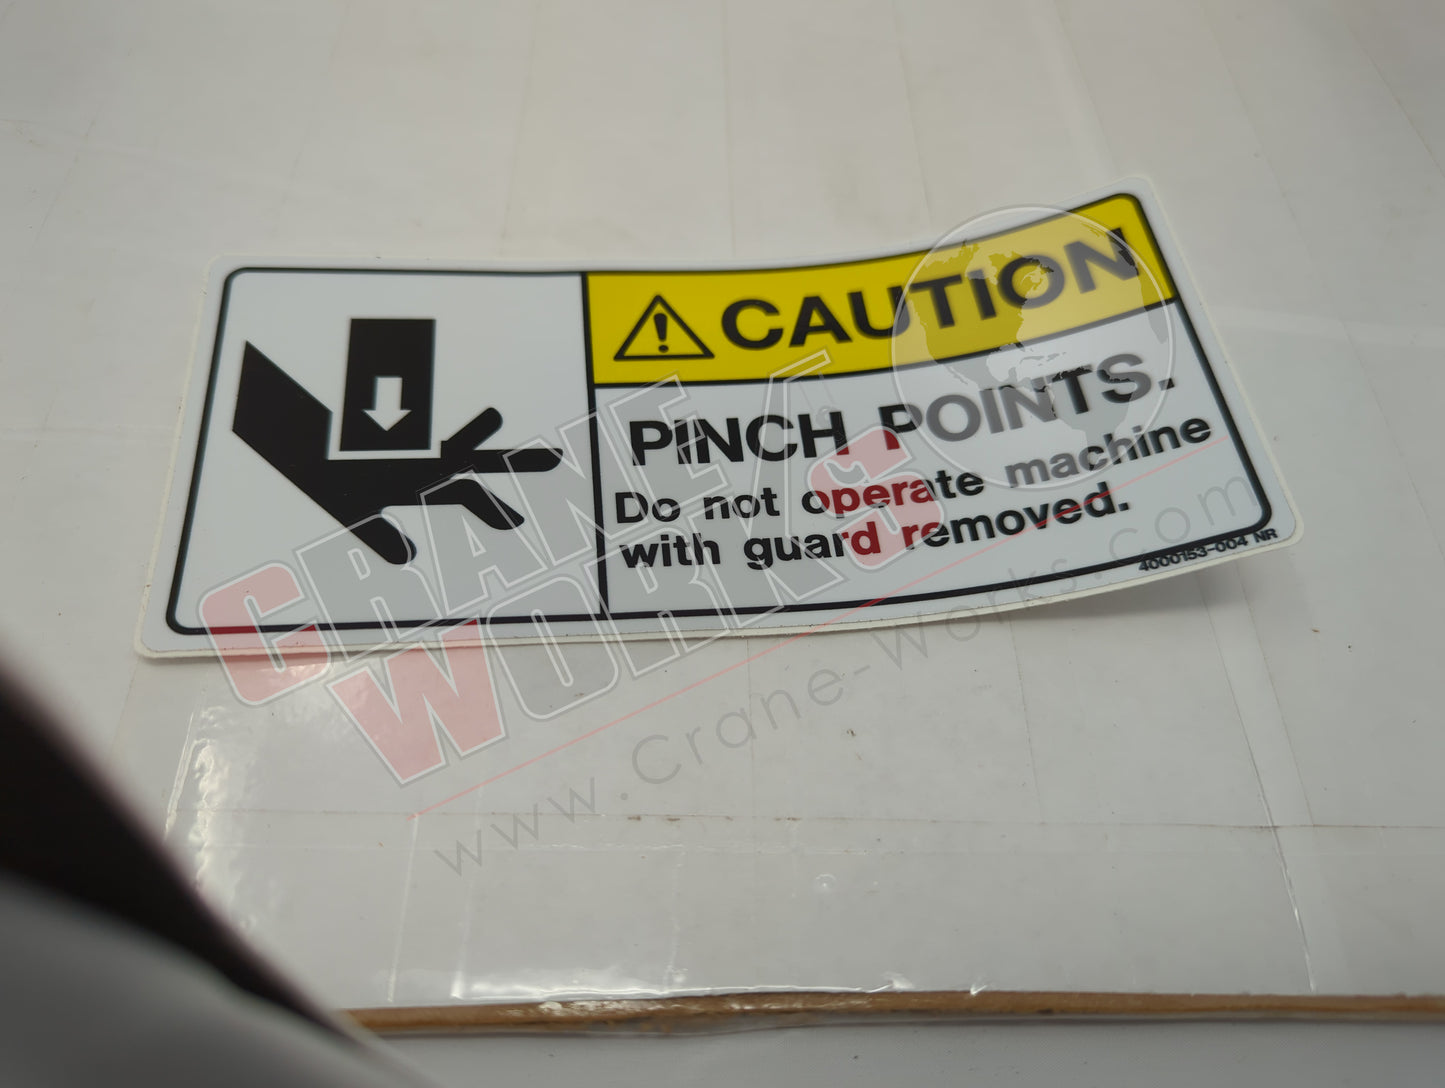 CAUTION
PINCH POINTS.
Do not operate machine
with guard removed.
4000153-004 NR
CRANE
WORKS
www.Crane-Works.com